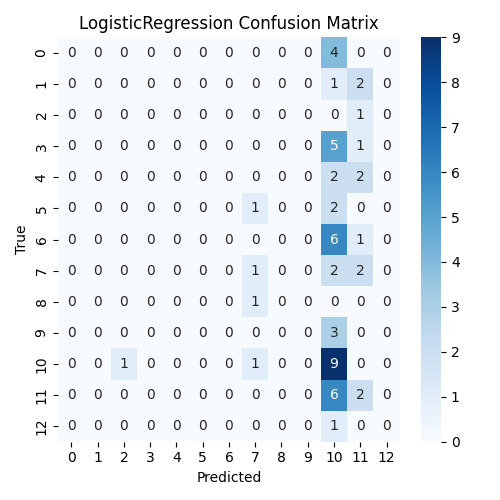 LogisticRegression Confusion Matrix
0 0 0 0 0 0 0 0 0 0 0 4 0 0
1 0 0 0 0 0 0 0 0 0 0 1 2 0
2 0 0 0 0 0 0 0 0 0 0 0 1 0
3 0 0 0 0 0 0 0 0 0 0 5 1 0
4 0 0 0 0 0 0 0 0 0 0 2 2 0
5 0 0 0 0 0 0 0 1 0 0 2 0 0
6 0 0 0 0 0 0 0 0 0 0 6 1 0
7 0 0 0 0 0 0 0 1 0 0 2 2 0
8 0 0 0 0 0 0 0 1 0 0 0 0 0
9 0 0 0 0 0 0 0 0 0 0 3 0 0
10 0 0 1 0 0 0 0 1 0 0 9 0 0
11 0 0 0 0 0 0 0 0 0 0 6 2 0
12 0 0 0 0 0 0 0 0 0 0 1 0 0
0 1 2 3 4 5 6 7 8 9 10 11 12
Predicted
True
9
8
7
6
5
4
3
2
1
0